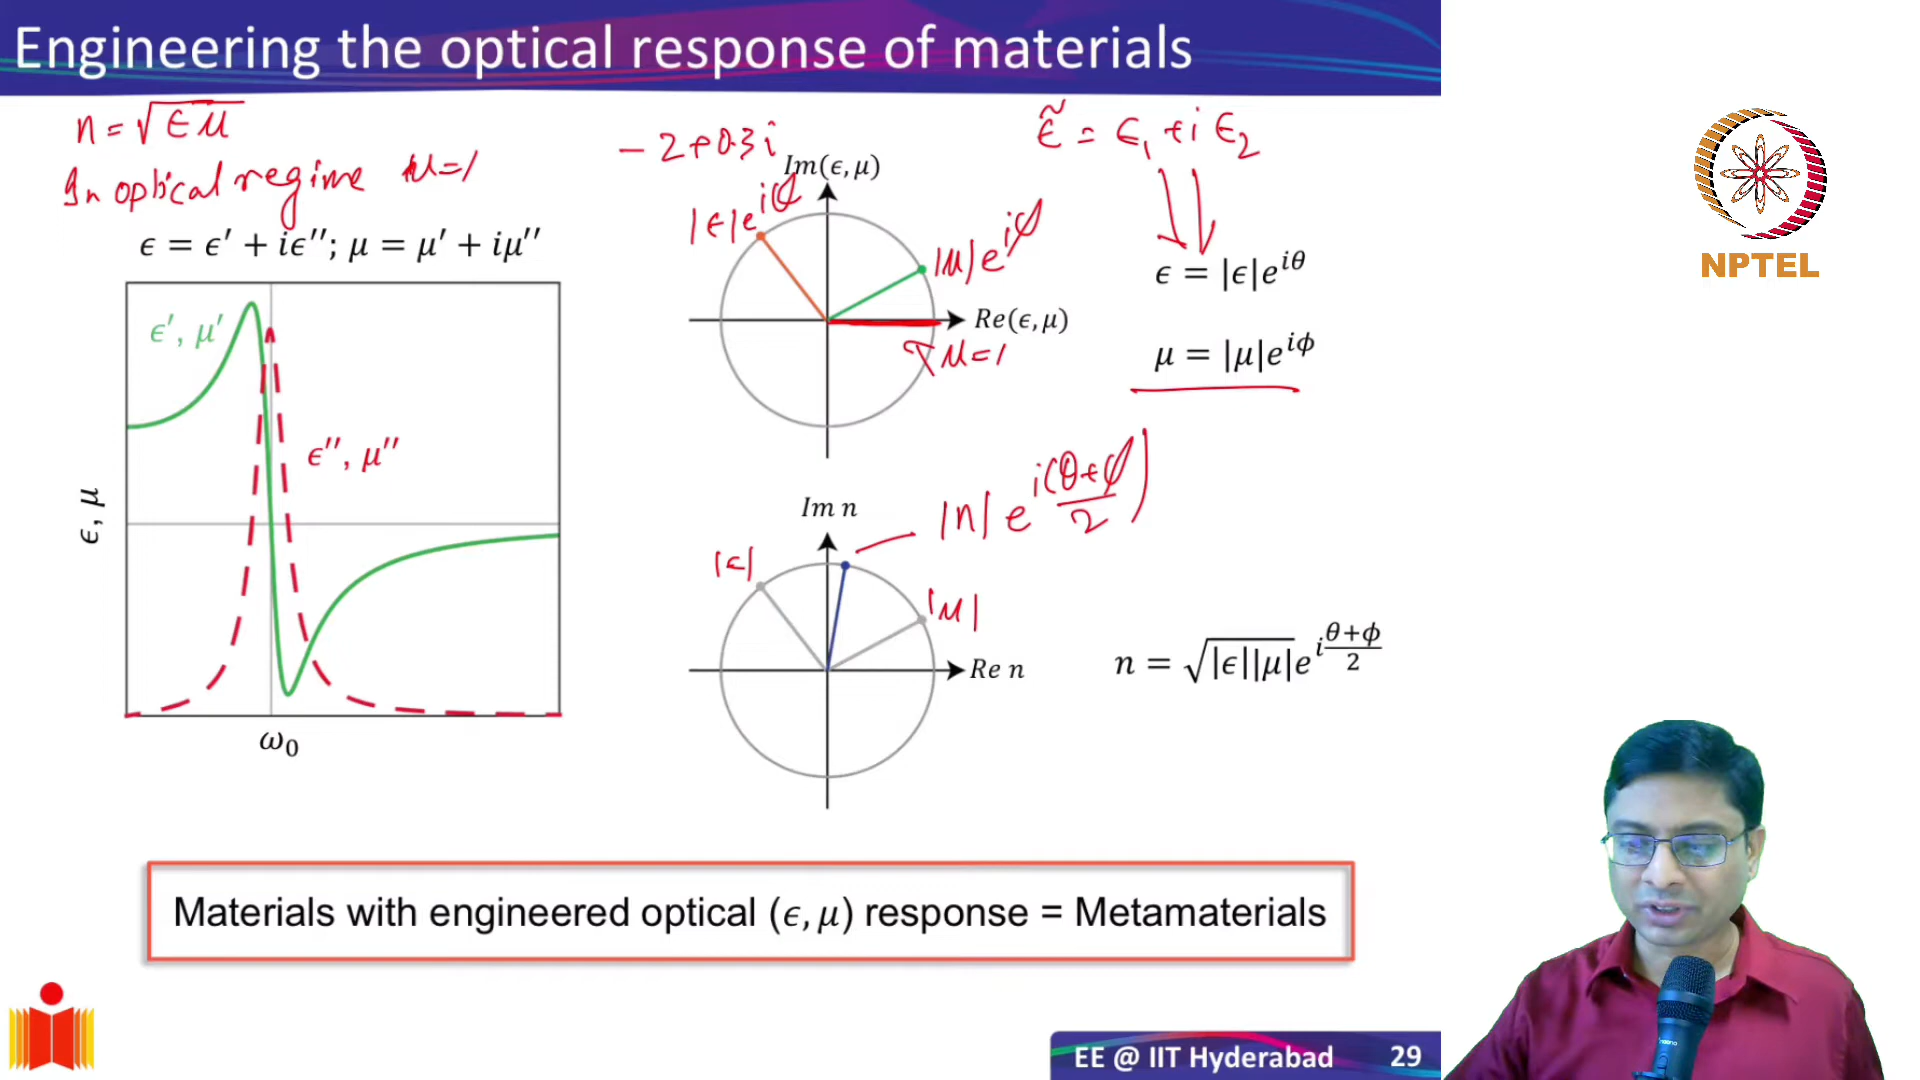 Engineering the optical response of materials
n = √ϵμ
In optical regime μ=1
ϵ = ϵ′ + iϵ′′; μ = μ′ + iμ′′
ϵ′, μ′
ϵ′′, μ′′
ϵ, μ
ω₀
-2+0.3i
Im(ϵ,μ)
|ϵ|e^{iθ}
|μ|e^{iϕ}
Re(ϵ,μ)
μ=1
ϵ̃ = ϵ₁ + iϵ₂
ϵ = |ϵ|e^{iθ}
μ = |μ|e^{iϕ}
Im n
|n| e^{i(θ+ϕ)/2}
|ϵ|
|μ|
Re n
n = √|ϵ||μ| e^{i(θ+ϕ)/2}
Materials with engineered optical (ϵ, μ) response = Metamaterials
EE @ IIT Hyderabad 29
NPTEL